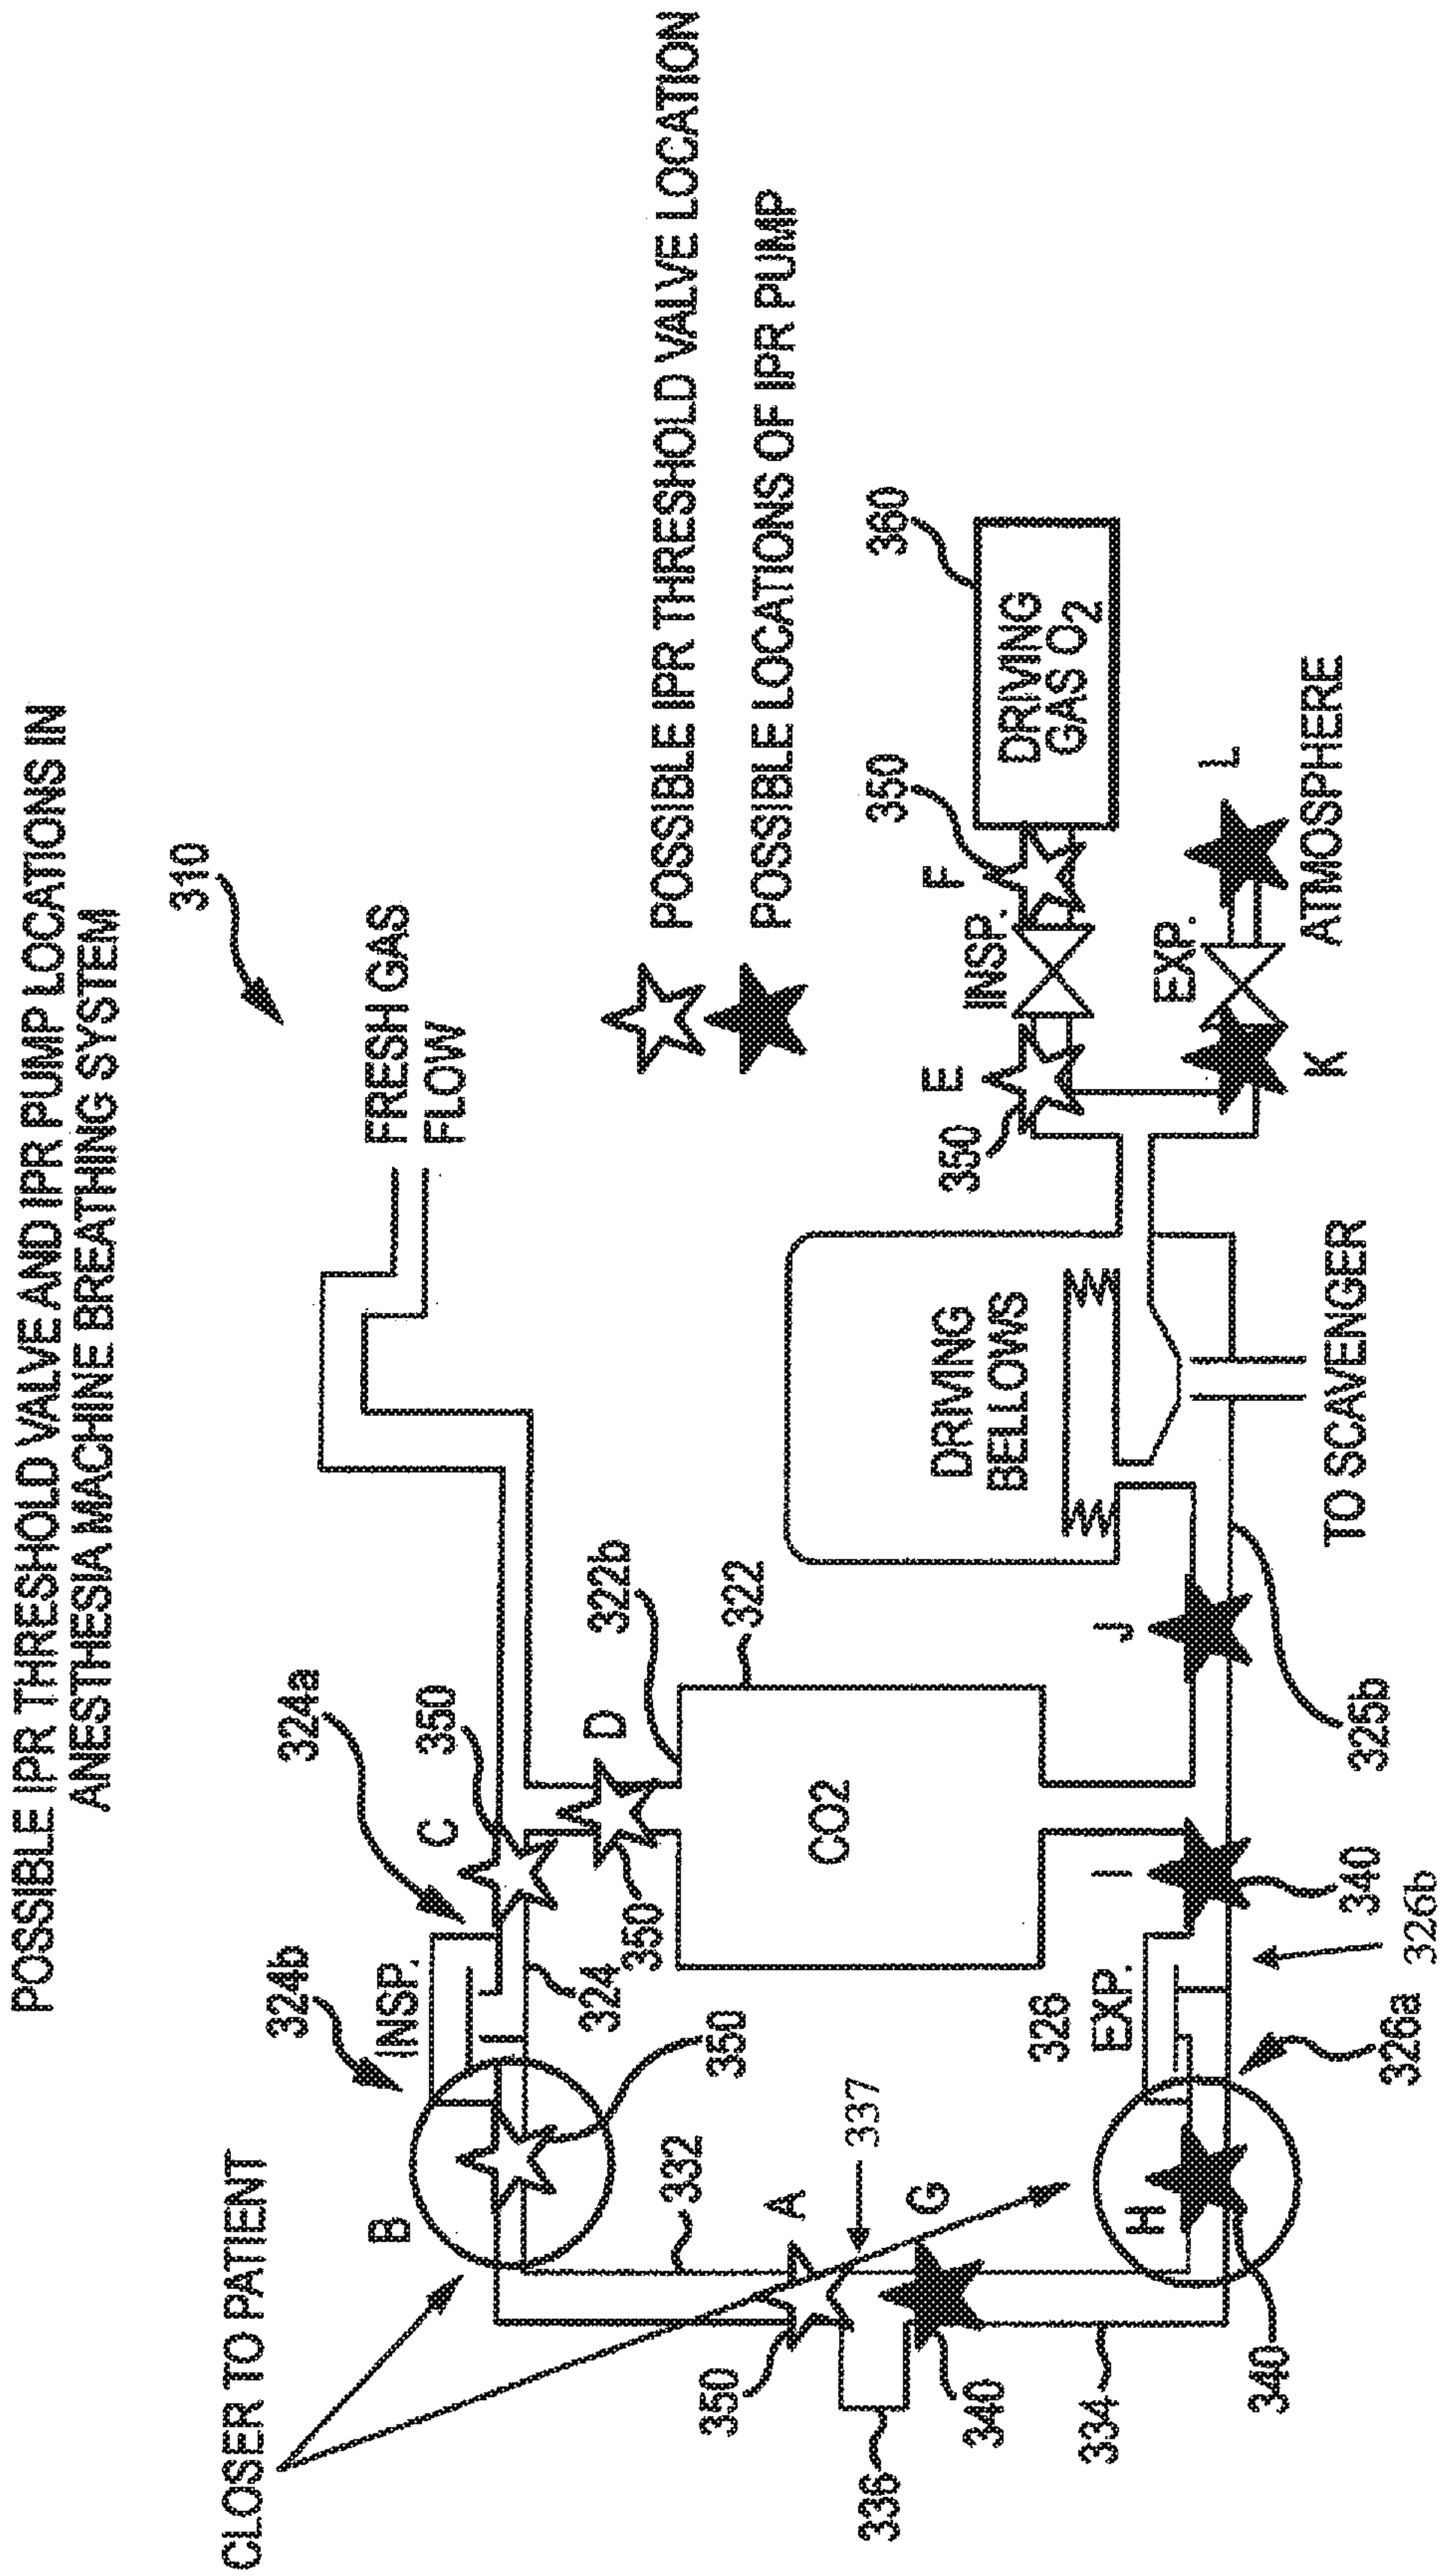 POSSIBLE IPR THRESHOLD VALVE AND IPR PUMP LOCATIONS IN
ANESTHESIA MACHINE BREATHING SYSTEM
310
FRESH GAS
FLOW
POSSIBLE IPR THRESHOLD VALVE LOCATION
POSSIBLE LOCATIONS OF IPR PUMP
CLOSER TO PATIENT
324b
324a
INSP.
B
C
350
324
350
D
322b
350
332
322
CO2
A
350
337
G
336
340
334
H
340
326
EXP.
326a
326b
I
340
J
325b
DRIVING
BELLOWS
TO SCAVENGER
E
350
INSP.
F
350
360
DRIVING
GAS O2
EXP.
K
L
ATMOSPHERE